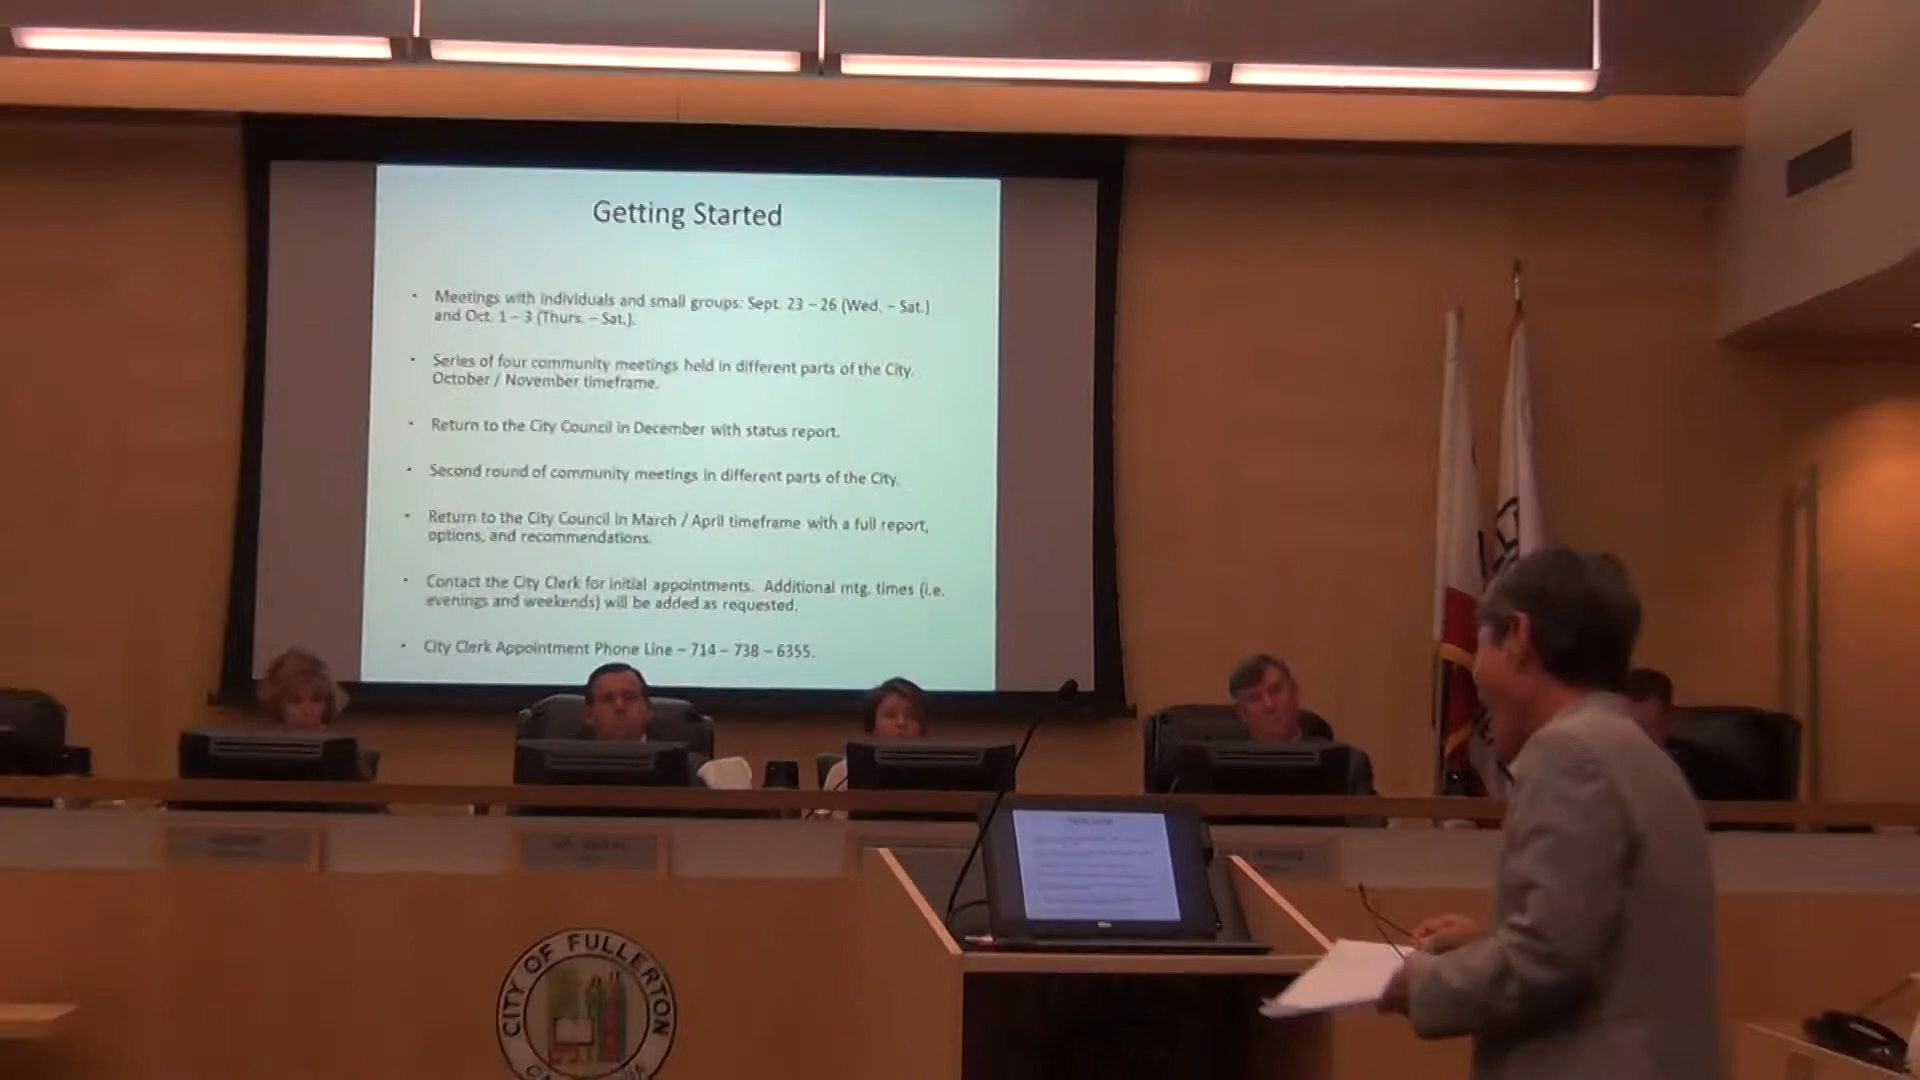 Getting Started
• Meetings with individuals and small groups: Sept. 23 – 26 (Wed. – Sat.)
and Oct. 1 – 3 (Thurs. – Sat.).
• Series of four community meetings held in different parts of the City.
October / November timeframe.
• Return to the City Council in December with status report.
• Second round of community meetings in different parts of the City.
• Return to the City Council in March / April timeframe with a full report,
options, and recommendations.
• Contact the City Clerk for initial appointments. Additional mtg. times (i.e.
evenings and weekends) will be added as requested.
• City Clerk Appointment Phone Line – 714 – 738 – 6355.
CITY OF FULLERTON